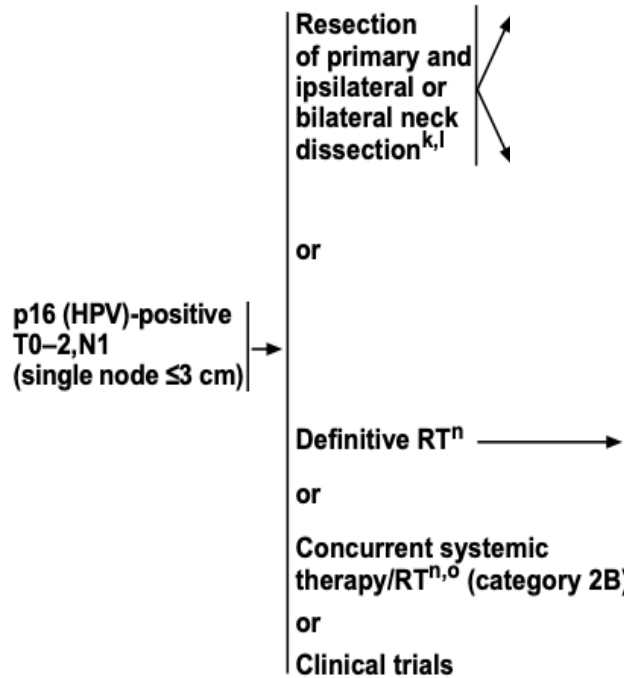 Resection
of primary and
ipsilateral or
bilateral neck
dissectionk,l
or
p16 (HPV)-positive
T0–2,N1
(single node ≤3 cm)
Definitive RTn
or
Concurrent systemic
therapy/RTn,o (category 2B)
or
Clinical trials